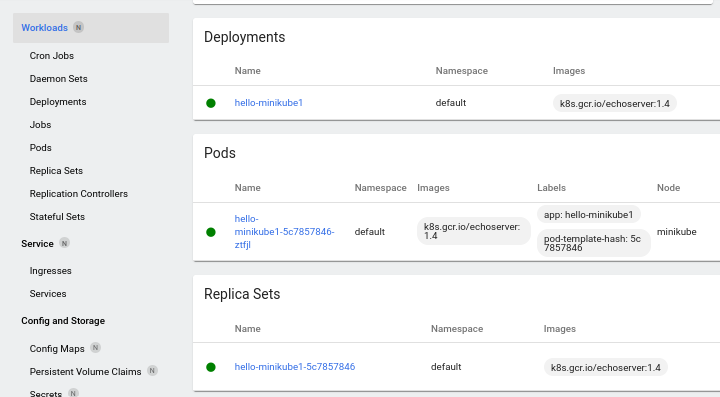 Workloads N
Cron Jobs
Daemon Sets
Deployments
Jobs
Pods
Replica Sets
Replication Controllers
Stateful Sets
Service N
Ingresses
Services
Config and Storage
Config Maps N
Persistent Volume Claims N
Secrets N
Deployments
Name Namespace Images
hello-minikube1 default k8s.gcr.io/echoserver:1.4
Pods
Name Namespace Images Labels Node
hello-
minikube1-5c7857846-
ztfjl
default
k8s.gcr.io/echoserver:
1.4
app: hello-minikube1
pod-template-hash: 5c
7857846
minikube
Replica Sets
Name Namespace Images
hello-minikube1-5c7857846 default k8s.gcr.io/echoserver:1.4